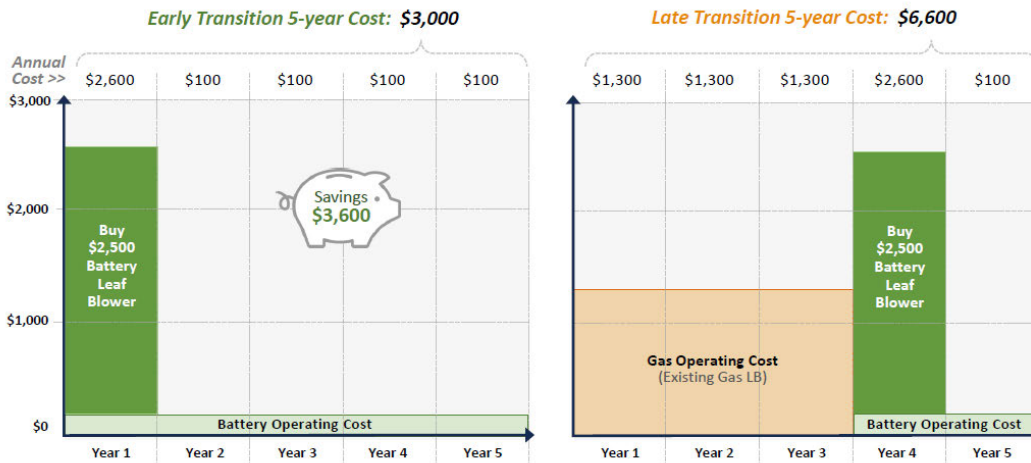 Early Transition 5-year Cost: $3,000
Annual
Cost >>
$2,600 $100 $100 $100 $100
$3,000
$2,000
$1,000
$0
Savings
$3,600
Buy
$2,500
Battery
Leaf
Blower
Battery Operating Cost
Year 1 Year 2 Year 3 Year 4 Year 5
Late Transition 5-year Cost: $6,600
$1,300 $1,300 $1,300 $2,600 $100
Buy
$2,500
Battery
Leaf
Blower
Gas Operating Cost
(Existing Gas LB)
Battery Operating Cost
Year 1 Year 2 Year 3 Year 4 Year 5